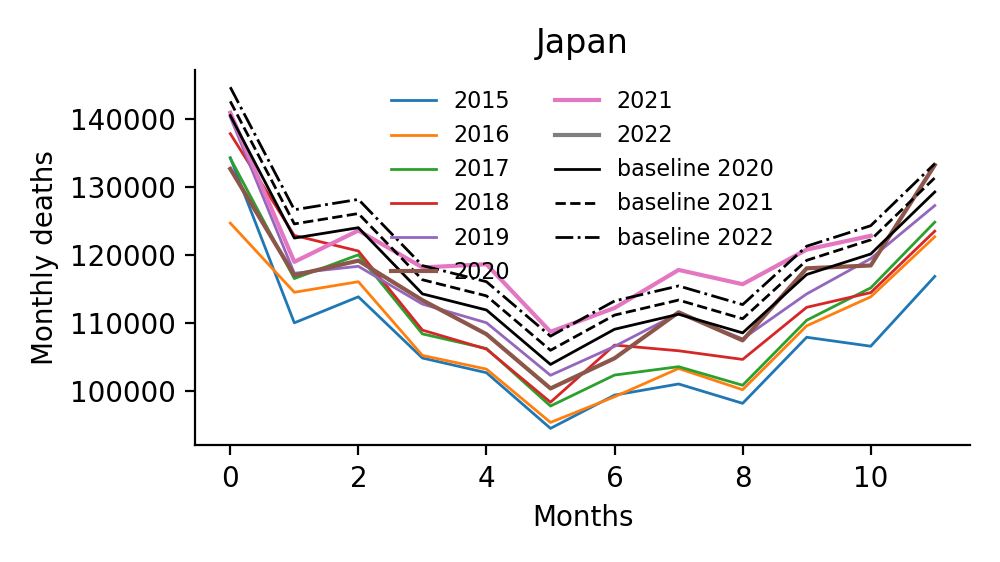 Japan
Monthly deaths
140000
130000
120000
110000
100000
2015
2016
2017
2018
2019
2020
2021
2022
baseline 2020
baseline 2021
baseline 2022
0 2 4 6 8 10
Months